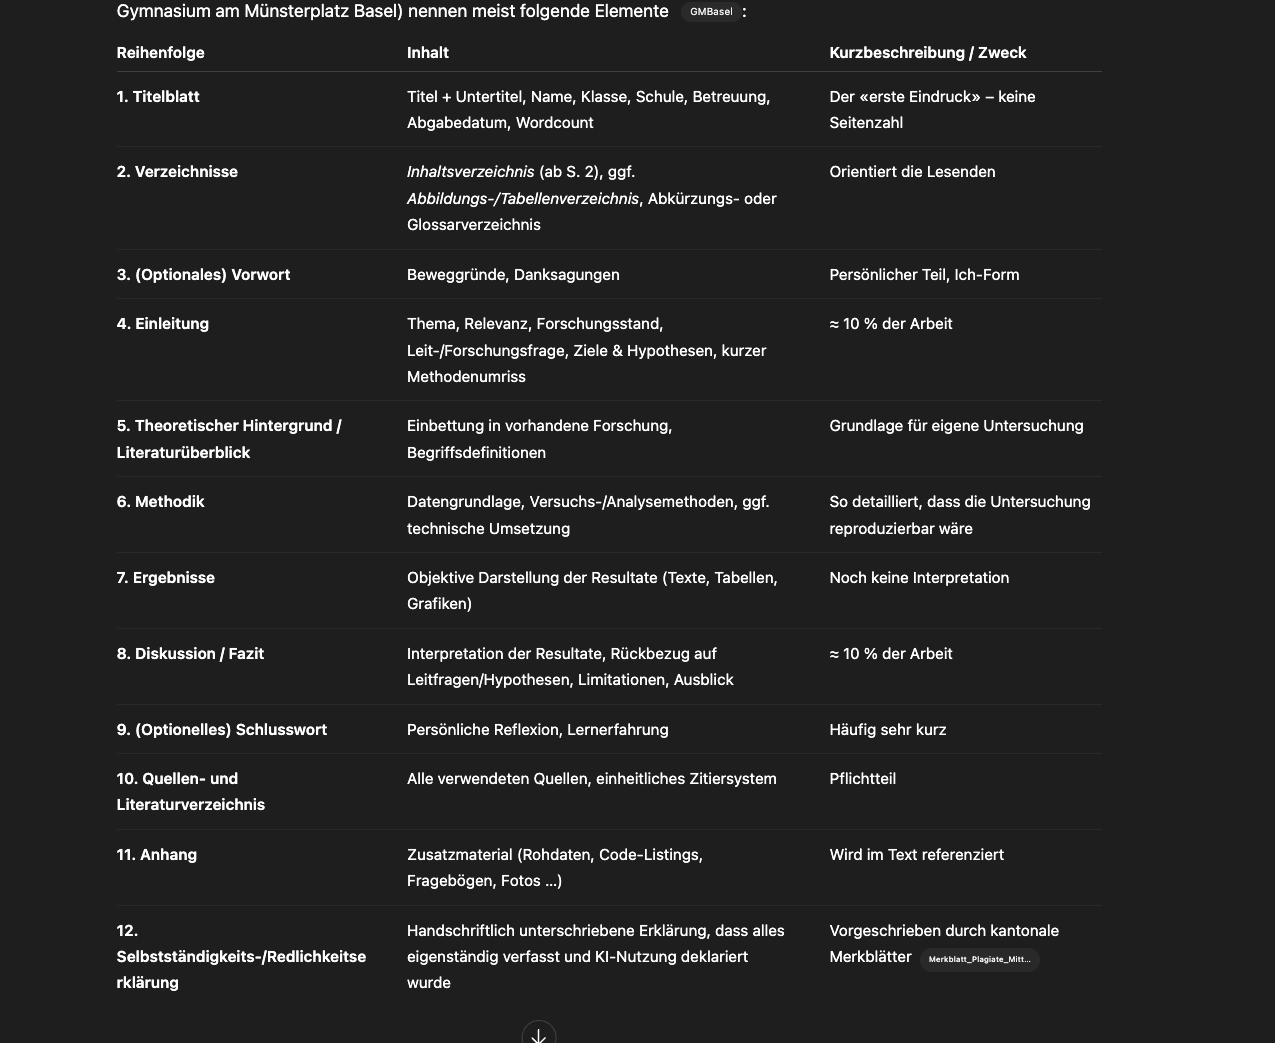 Gymnasium am Münsterplatz Basel) nennen meist folgende Elemente GMBasel :
Reihenfolge Inhalt Kurzbeschreibung / Zweck
1. Titelblatt Titel + Untertitel, Name, Klasse, Schule, Betreuung, Der «erste Eindruck» – keine
Abgabedatum, Wordcount Seitenzahl
2. Verzeichnisse Inhaltsverzeichnis (ab S. 2), ggf. Orientiert die Lesenden
Abbildungs-/Tabellenverzeichnis, Abkürzungs- oder
Glossarverzeichnis
3. (Optionales) Vorwort Beweggründe, Danksagungen Persönlicher Teil, Ich-Form
4. Einleitung Thema, Relevanz, Forschungsstand, ≈ 10 % der Arbeit
Leit-/Forschungsfrage, Ziele & Hypothesen, kurzer
Methodenumriss
5. Theoretischer Hintergrund / Einbettung in vorhandene Forschung, Grundlage für eigene Untersuchung
Literaturüberblick Begriffsdefinitionen
6. Methodik Datengrundlage, Versuchs-/Analysemethoden, ggf. So detailliert, dass die Untersuchung
technische Umsetzung reproduzierbar wäre
7. Ergebnisse Objektive Darstellung der Resultate (Texte, Tabellen, Noch keine Interpretation
Grafiken)
8. Diskussion / Fazit Interpretation der Resultate, Rückbezug auf ≈ 10 % der Arbeit
Leitfragen/Hypothesen, Limitationen, Ausblick
9. (Optionelles) Schlusswort Persönliche Reflexion, Lernerfahrung Häufig sehr kurz
10. Quellen- und Alle verwendeten Quellen, einheitliches Zitiersystem Pflichtteil
Literaturverzeichnis
11. Anhang Zusatzmaterial (Rohdaten, Code-Listings, Wird im Text referenziert
Fragebögen, Fotos …)
12. Handschriftlich unterschriebene Erklärung, dass alles Vorgeschrieben durch kantonale
Selbstständigkeits-/Redlichkeitse eigenständig verfasst und KI-Nutzung deklariert Merkblätter Merkblatt_Plagiate_Mitt...
rklärung wurde